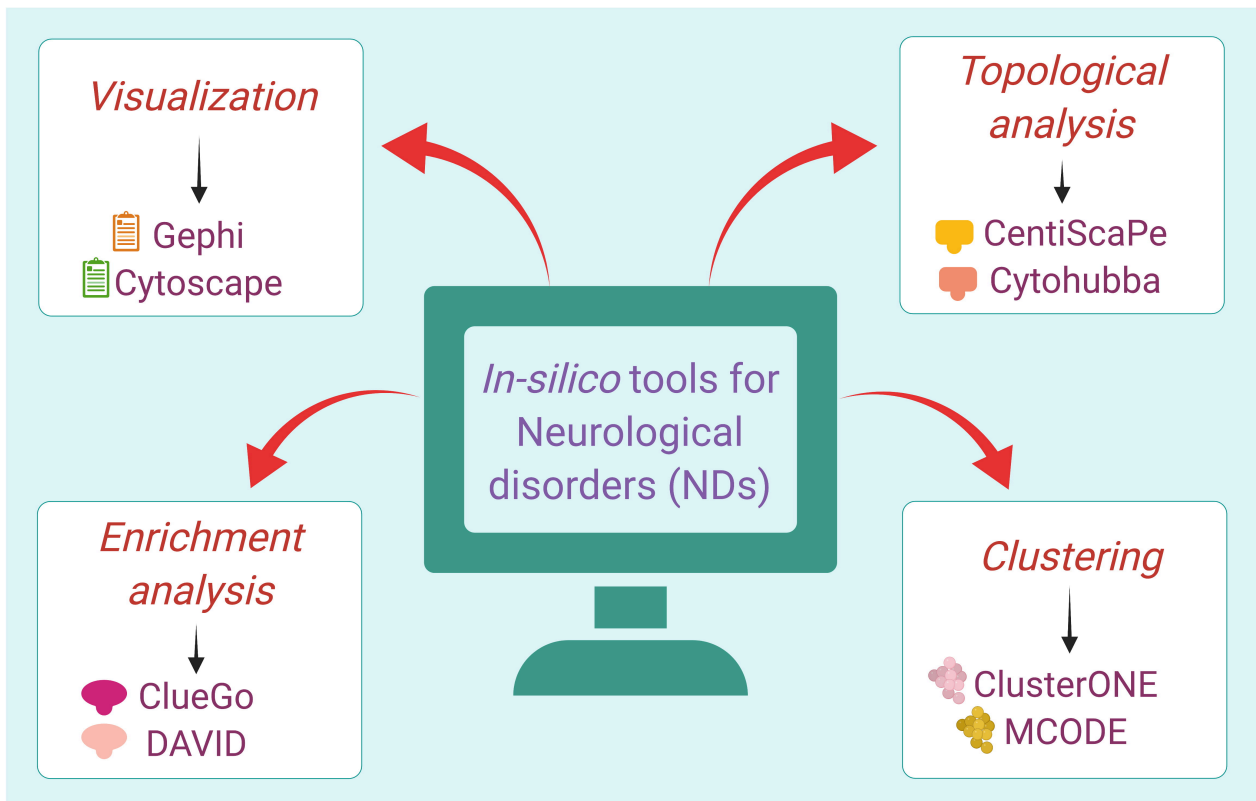 Visualization
Gephi
Cytoscape
Topological
analysis
CentiScaPe
Cytohubba
In-silico tools for
Neurological
disorders (NDs)
Enrichment
analysis
ClueGo
DAVID
Clustering
ClusterONE
MCODE